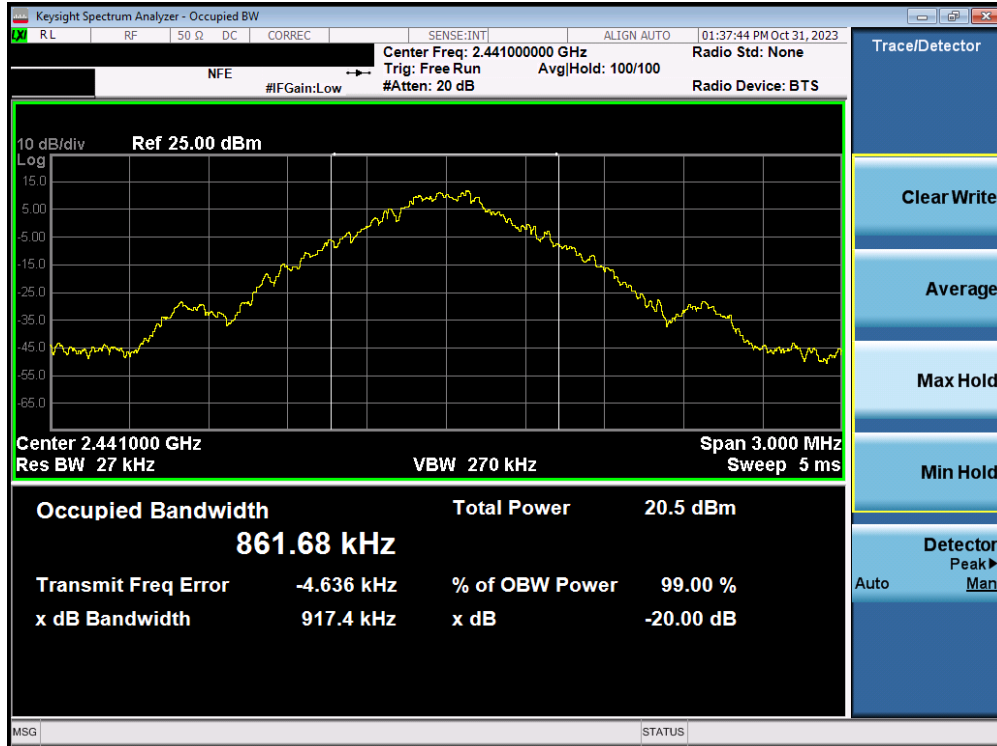 Keysight Spectrum Analyzer - Occupied BW
LXI RL RF 50 Ω DC CORREC SENSE:INT ALIGN AUTO 01:37:44 PM Oct 31, 2023
Center Freq: 2.441000000 GHz Radio Std: None
NFE Trig: Free Run Avg|Hold: 100/100
#IFGain:Low #Atten: 20 dB Radio Device: BTS
Trace/Detector
10 dB/div Ref 25.00 dBm
Log
15.0
5.00
-5.00
-15.0
-25.0
-35.0
-45.0
-55.0
-65.0
Center 2.441000 GHz Span 3.000 MHz
Res BW 27 kHz VBW 270 kHz Sweep 5 ms
Occupied Bandwidth Total Power 20.5 dBm
861.68 kHz
Transmit Freq Error -4.636 kHz % of OBW Power 99.00 %
x dB Bandwidth 917.4 kHz x dB -20.00 dB
Clear Write
Average
Max Hold
Min Hold
Detector
Peak▶
Auto Man
MSG STATUS